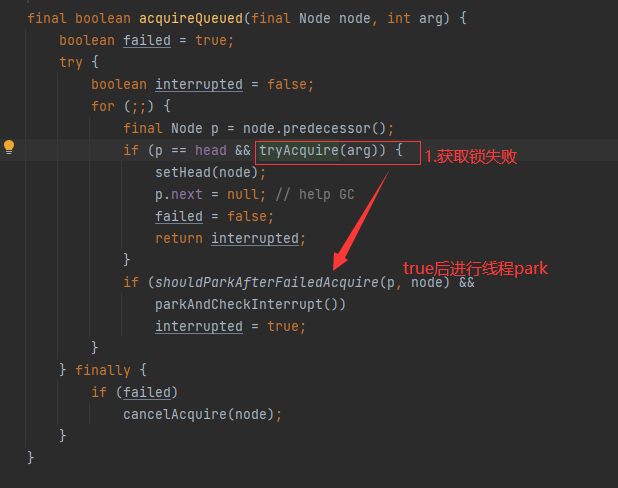 final boolean acquireQueued(final Node node, int arg) {
boolean failed = true;
try {
boolean interrupted = false;
for (;;) {
final Node p = node.predecessor();
if (p == head && tryAcquire(arg)) { 1.获取锁失败
setHead(node);
p.next = null; // help GC
failed = false;
return interrupted;
}
true后进行线程park
if (shouldParkAfterFailedAcquire(p, node) &&
parkAndCheckInterrupt())
interrupted = true;
}
} finally {
if (failed)
cancelAcquire(node);
}
}